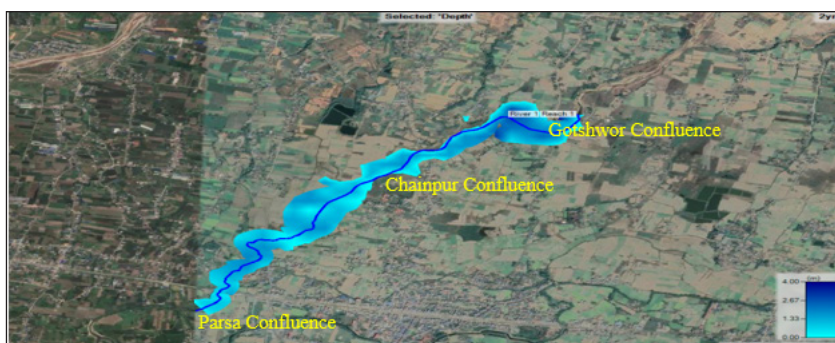 Selected: 'Depth'
2yr
River 1, Reach 1
Gotshwor Confluence
Chainpur Confluence
Parsa Confluence
(m)
4.00
2.67
1.33
0.00